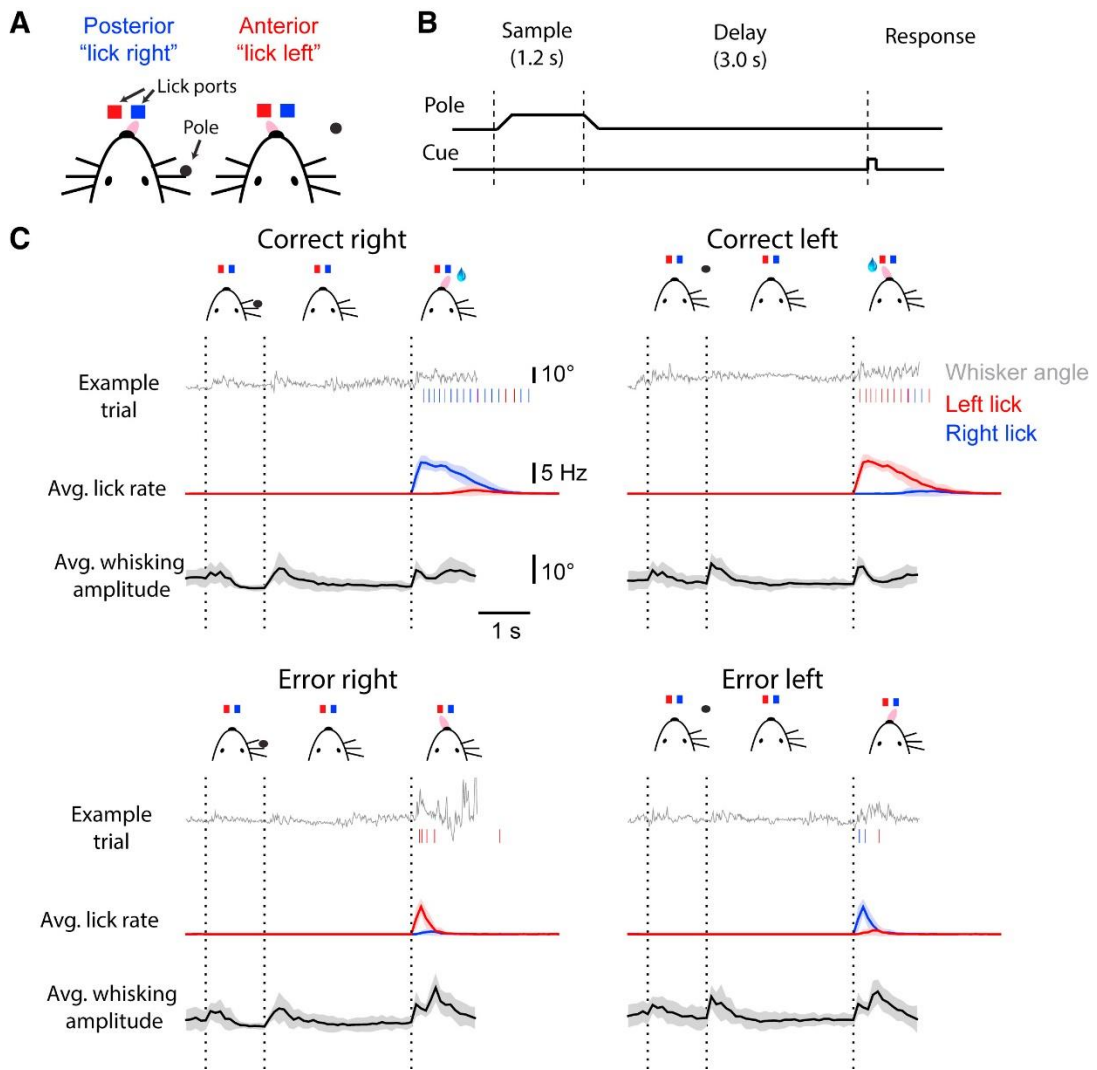 A
Posterior
“lick right”
Anterior
“lick left”
Lick ports
Pole
B
Sample
(1.2 s)
Delay
(3.0 s)
Response
Pole
Cue
C
Correct right
Correct left
Example
trial
10°
Whisker angle
Left lick
Right lick
Avg. lick rate
5 Hz
Avg. whisking
amplitude
10°
1 s
Error right
Error left
Example
trial
Avg. lick rate
Avg. whisking
amplitude